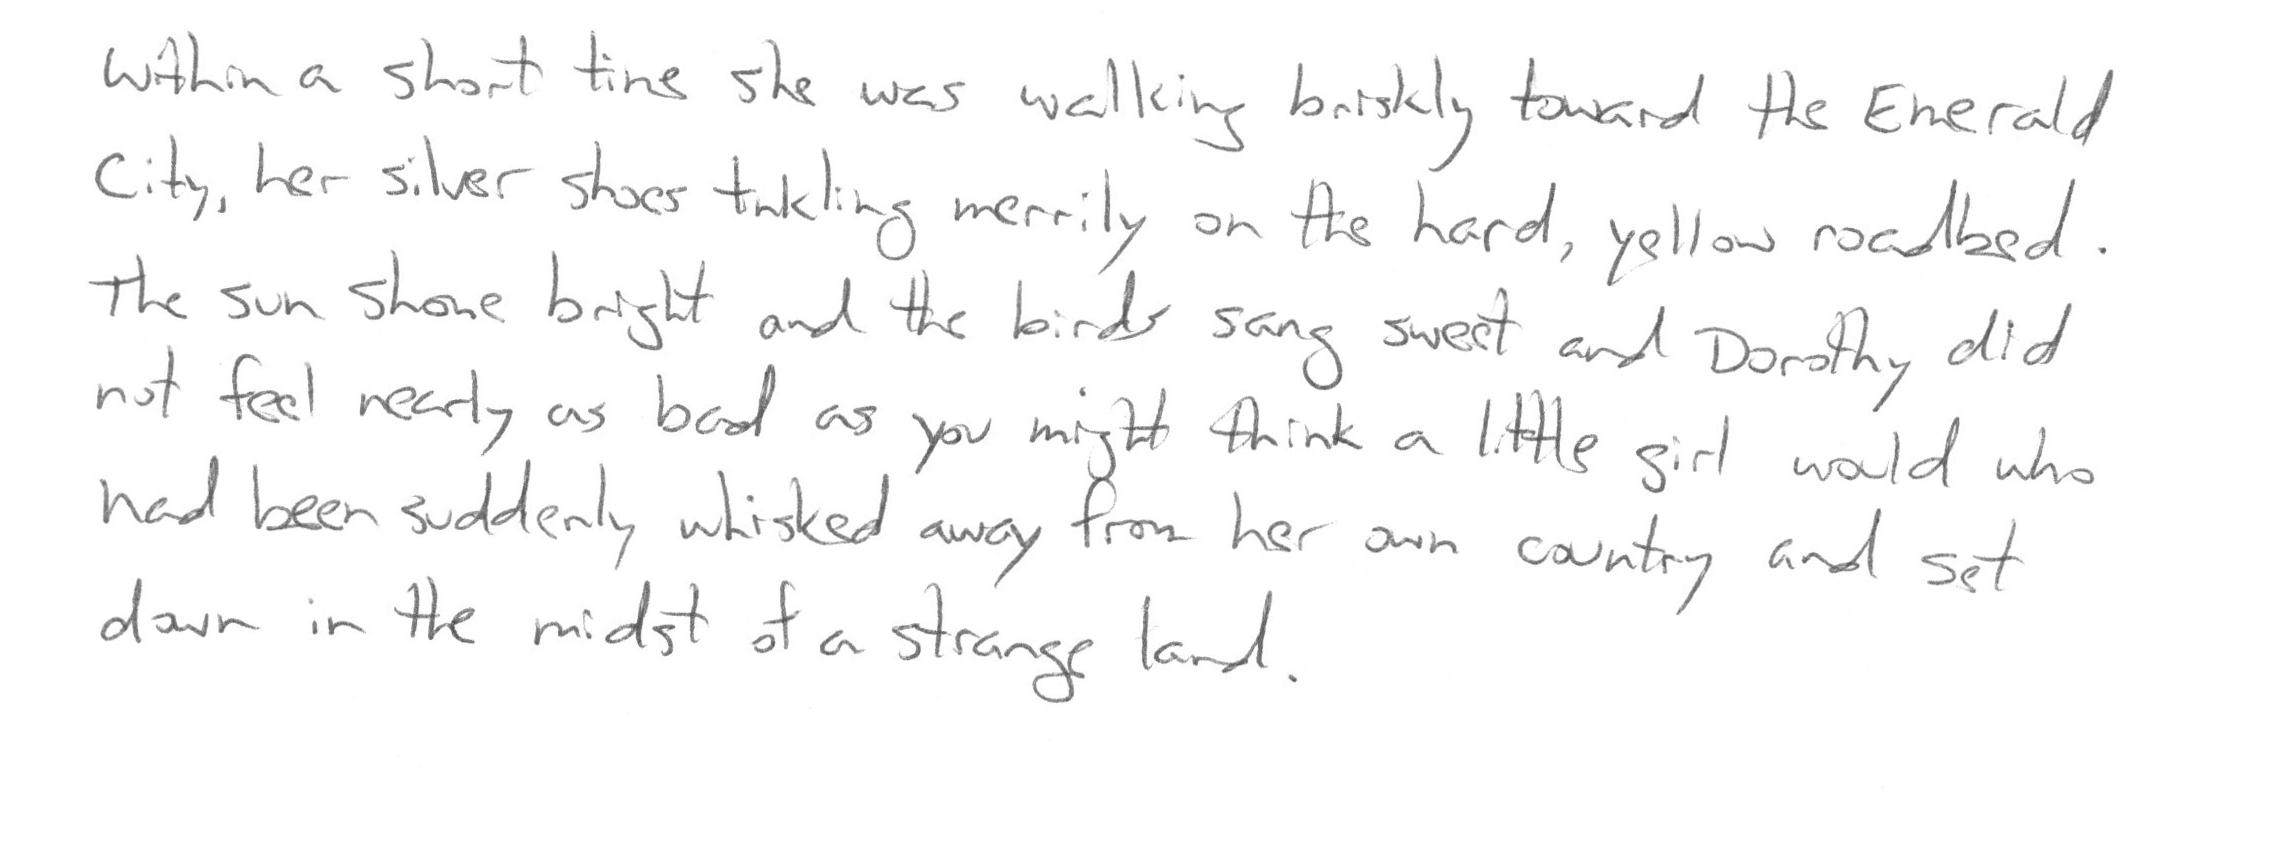 Within a short time she was walking briskly toward the Emerald
City, her silver shoes tinkling merrily on the hard, yellow roadbed.
The sun shone bright and the birds sang sweet and Dorothy did
not feel nearly as bad as you might think a little girl would who
had been suddenly whisked away from her own country and set
down in the midst of a strange land.